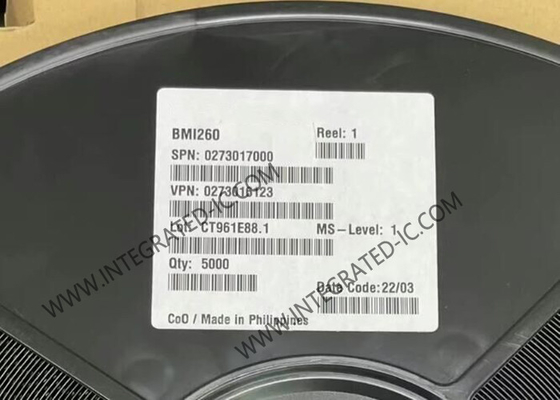 BMI260 Reel: 1
SPN: 0273017000
VPN: 0273016123
Lot: CT961E88.1 MS-Level: 1
Qty: 5000
Date Code:22/03
CoO / Made in Philippines
WWW.INTEGRATED-IC.COM
WWW.INTEGRATED-IC.COM